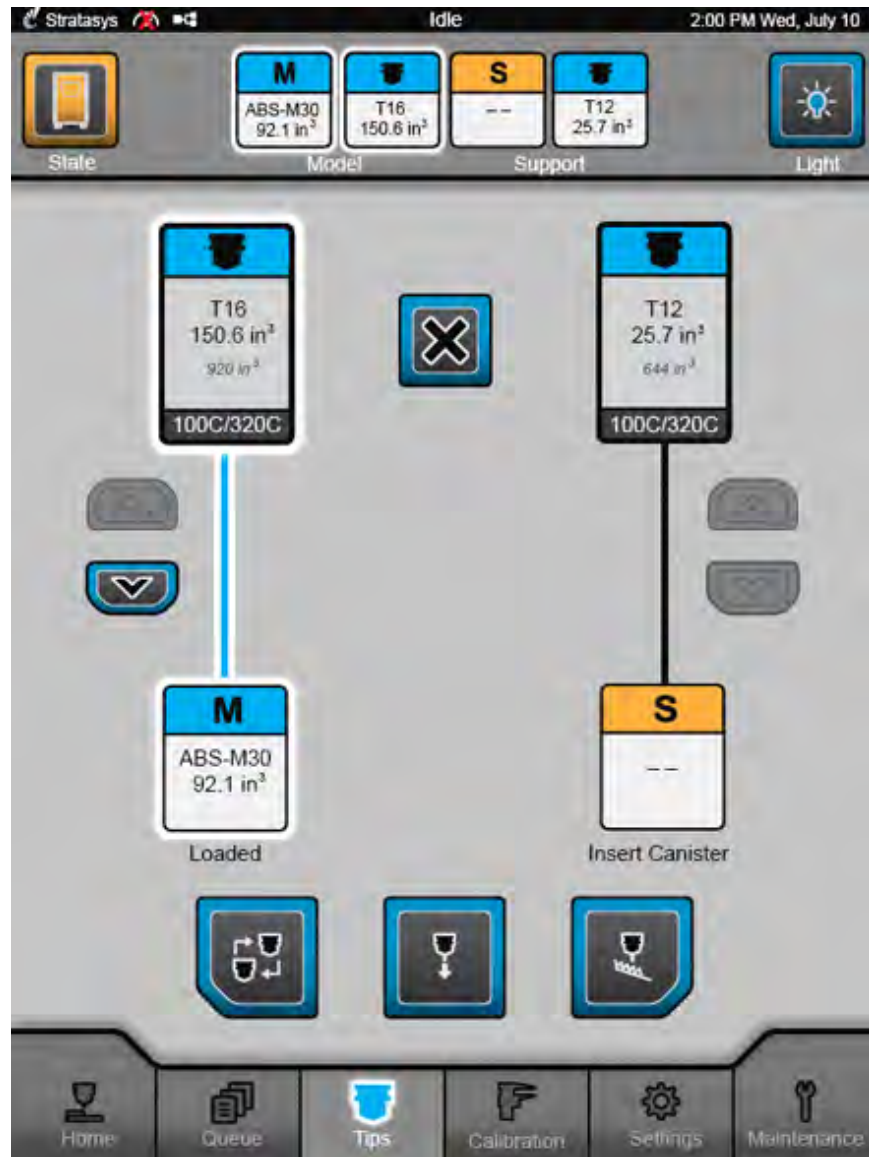 Stratasys
Idle
2:00 PM Wed, July 10
M
ABS-M30
92.1 in³
T16
150.6 in³
S
--
T12
25.7 in³
State
Model
Support
Light
T16
150.6 in³
920 in³
100C/320C
T12
25.7 in³
644 in³
100C/320C
M
ABS-M30
92.1 in³
Loaded
S
--
Insert Canister
Home
Queue
Tips
Calibration
Settings
Maintenance